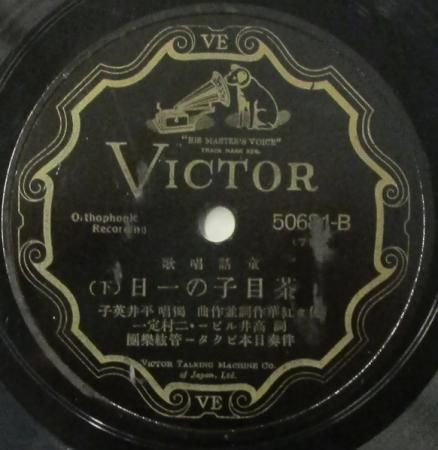 VE
"HIS MASTER'S VOICE"
TRADE MARK REG.
VICTOR
Orthophonic
Recording
50681-B
童話唱歌
茶目子の一日(下)
佐々紅華作詞並作曲 獨唱 平井英子
詞 高井ルビー・二村定一
伴奏日本ビクター管絃樂團
VICTOR TALKING MACHINE CO.
of Japan, Ltd.
VE